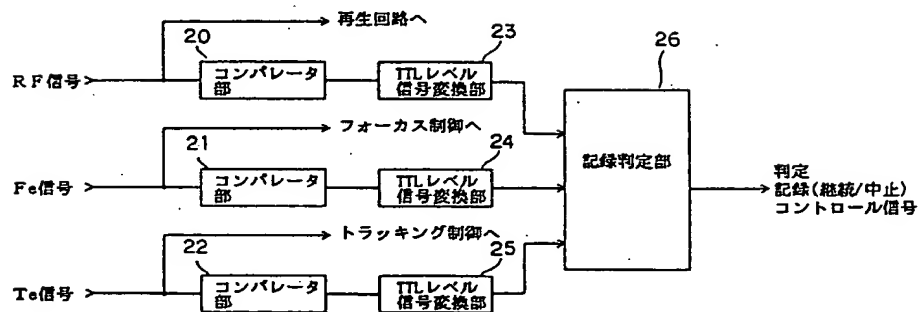 再生回路へ
20
23
26
RF信号
コンパレータ
部
TTLレベル
信号変換部
フォーカス制御へ
21
24
記録判定部
Fe信号
コンパレータ
部
TTLレベル
信号変換部
判定
記録(継続/中止)
コントロール信号
トラッキング制御へ
22
25
Te信号
コンパレータ
部
TTLレベル
信号変換部